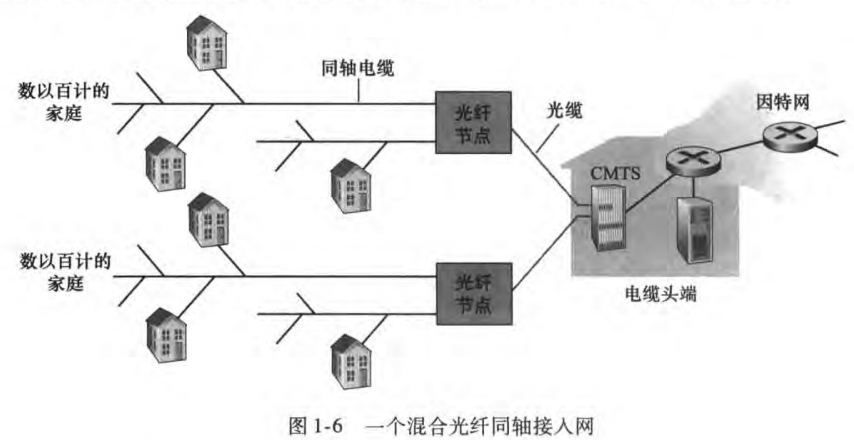 数以百计的
家庭
同轴电缆
光纤
节点
光缆
因特网
CMTS
数以百计的
家庭
光纤
节点
电缆头端
图 1-6 一个混合光纤同轴接入网